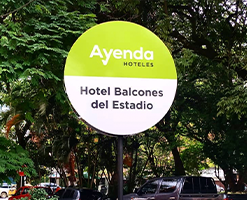 Ayenda
HOTELES
Hotel Balcones
del Estadio